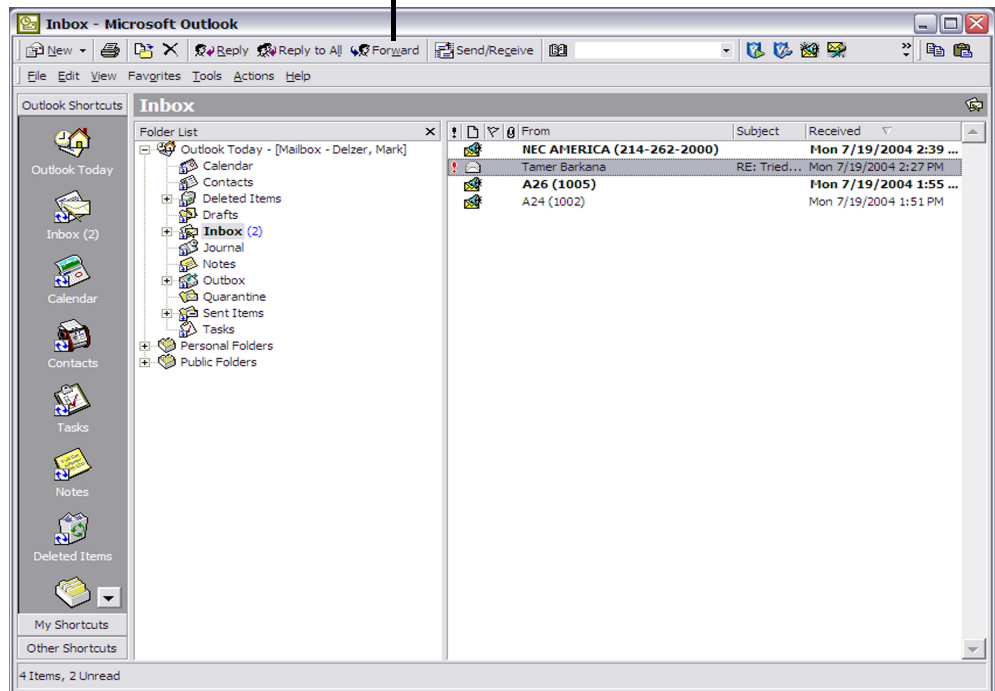 Inbox - Microsoft Outlook
New Reply Reply to All Forward Send/Receive
File Edit View Favorites Tools Actions Help
Outlook Shortcuts
Outlook Today
Inbox (2)
Calendar
Contacts
Tasks
Notes
Deleted Items
My Shortcuts
Other Shortcuts
Inbox
Folder List
Outlook Today - [Mailbox - Delzer, Mark]
Calendar
Contacts
Deleted Items
Drafts
Inbox (2)
Journal
Notes
Outbox
Quarantine
Sent Items
Tasks
Personal Folders
Public Folders
! From Subject Received
NEC AMERICA (214-262-2000) Mon 7/19/2004 2:39 ...
! Tamer Barkana RE: Tried... Mon 7/19/2004 2:27 PM
A26 (1005) Mon 7/19/2004 1:55 ...
A24 (1002) Mon 7/19/2004 1:51 PM
4 Items, 2 Unread